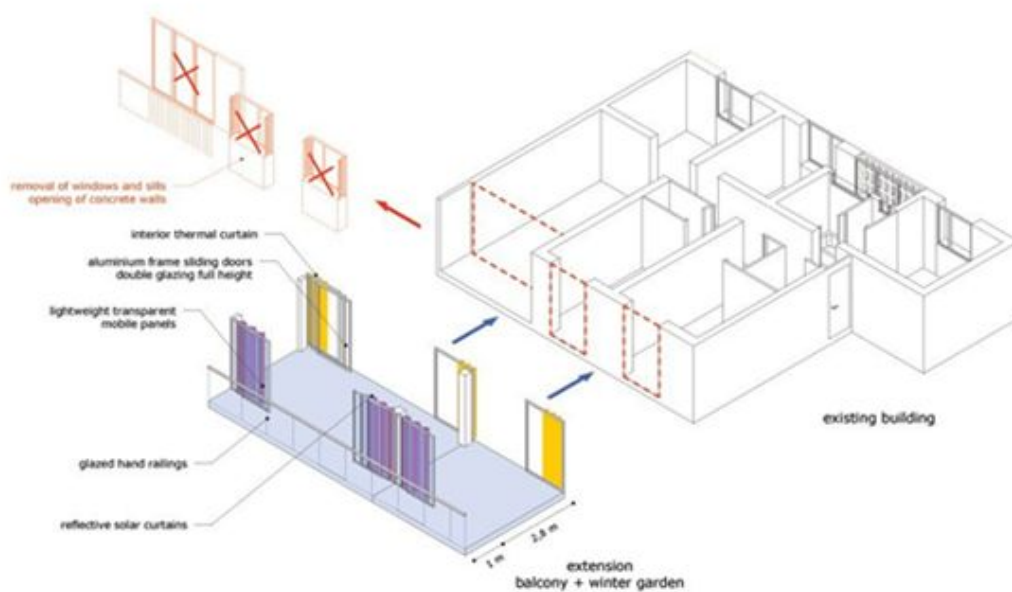 removal of windows and sills
opening of concrete walls
interior thermal curtain
aluminium frame sliding doors
double glazing full height
lightweight transparent
mobile panels
glazed hand railings
reflective solar curtains
1 m
2,8 m
extension
balcony + winter garden
existing building